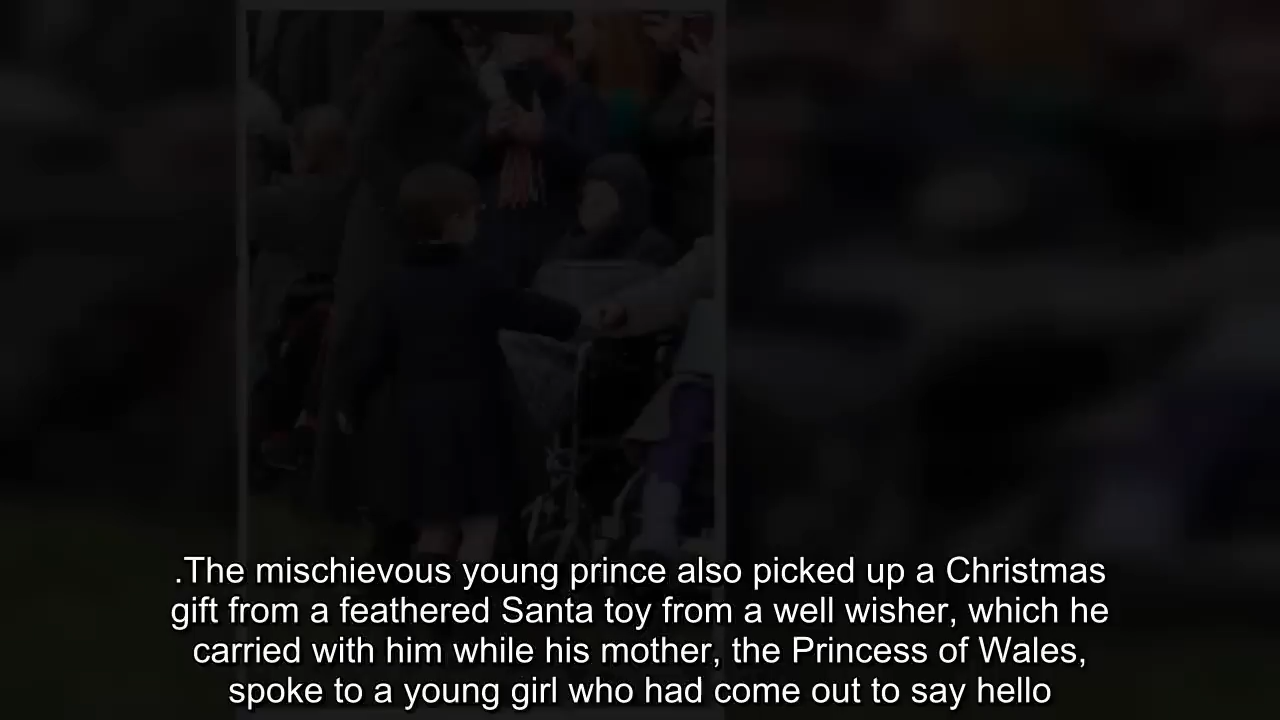 .The mischievous young prince also picked up a Christmas
gift from a feathered Santa toy from a well wisher, which he
carried with him while his mother, the Princess of Wales,
spoke to a young girl who had come out to say hello